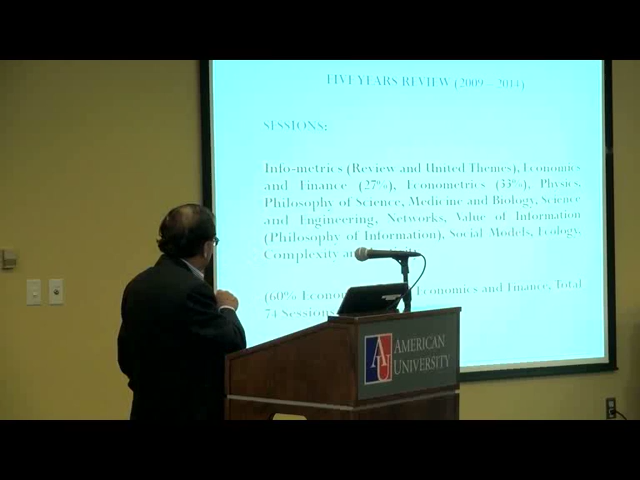 FIVE YEARS REVIEW (2009 – 2014)
SESSIONS:
Info-metrics (Review and United Themes), Economics
and Finance (27%), Econometrics (33%), Physics,
Philosophy of Science, Medicine and Biology, Science
and Engineering, Networks, Value of Information
(Philosophy of Information), Social Models, Ecology,
Complexity
(60% Economics and Finance, Total
74 Sessions
AMERICAN
UNIVERSITY
AU